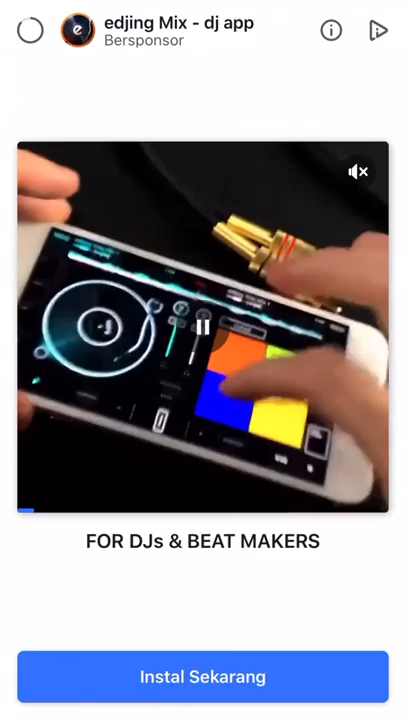 edjing Mix - dj app
Bersponsor
FOR DJs & BEAT MAKERS
Instal Sekarang